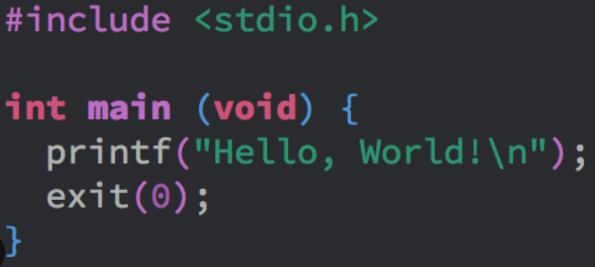 #include <stdio.h>
int main (void) {
printf("Hello, World!\n");
exit(0);
}